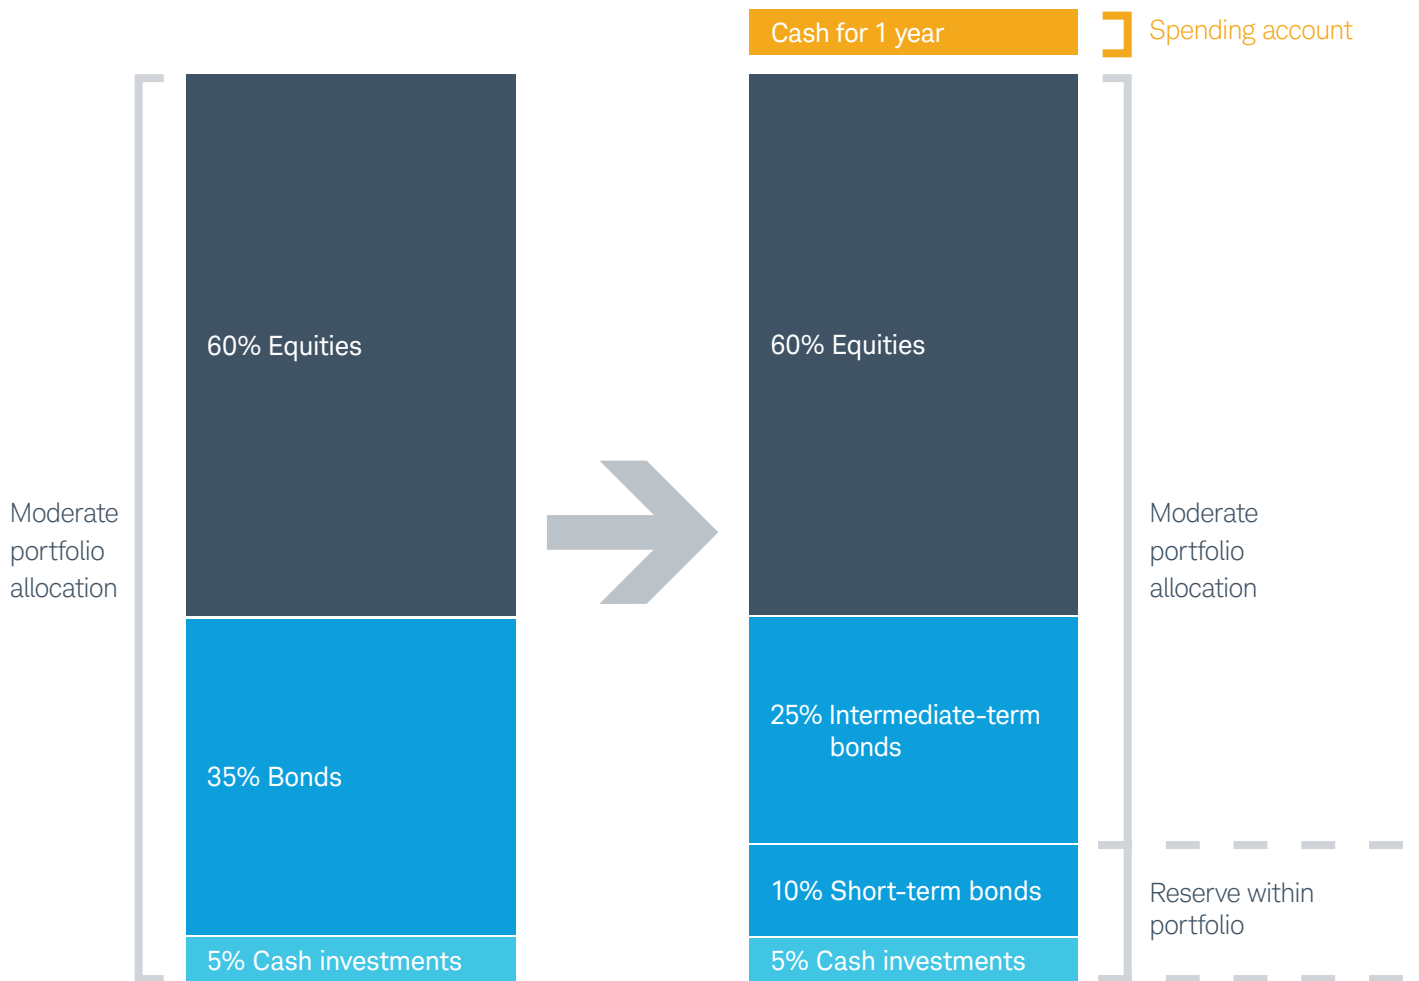 Cash for 1 year
Spending account
60% Equities
60% Equities
Moderate
portfolio
allocation
Moderate
portfolio
allocation
25% Intermediate-term
bonds
35% Bonds
10% Short-term bonds
Reserve within
portfolio
5% Cash investments
5% Cash investments